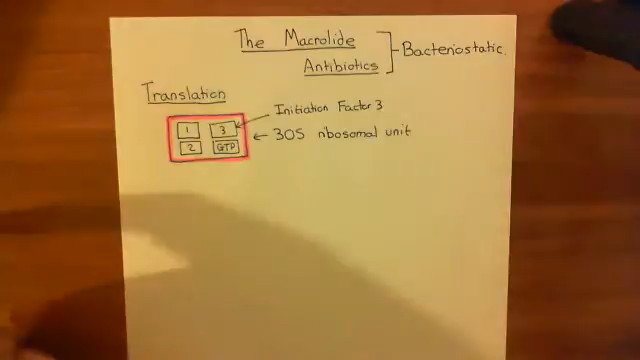 The Macrolide
Antibiotics
Bacteriostatic.
Translation
Initiation Factor 3
1 3
30S ribosomal unit
2 GTP